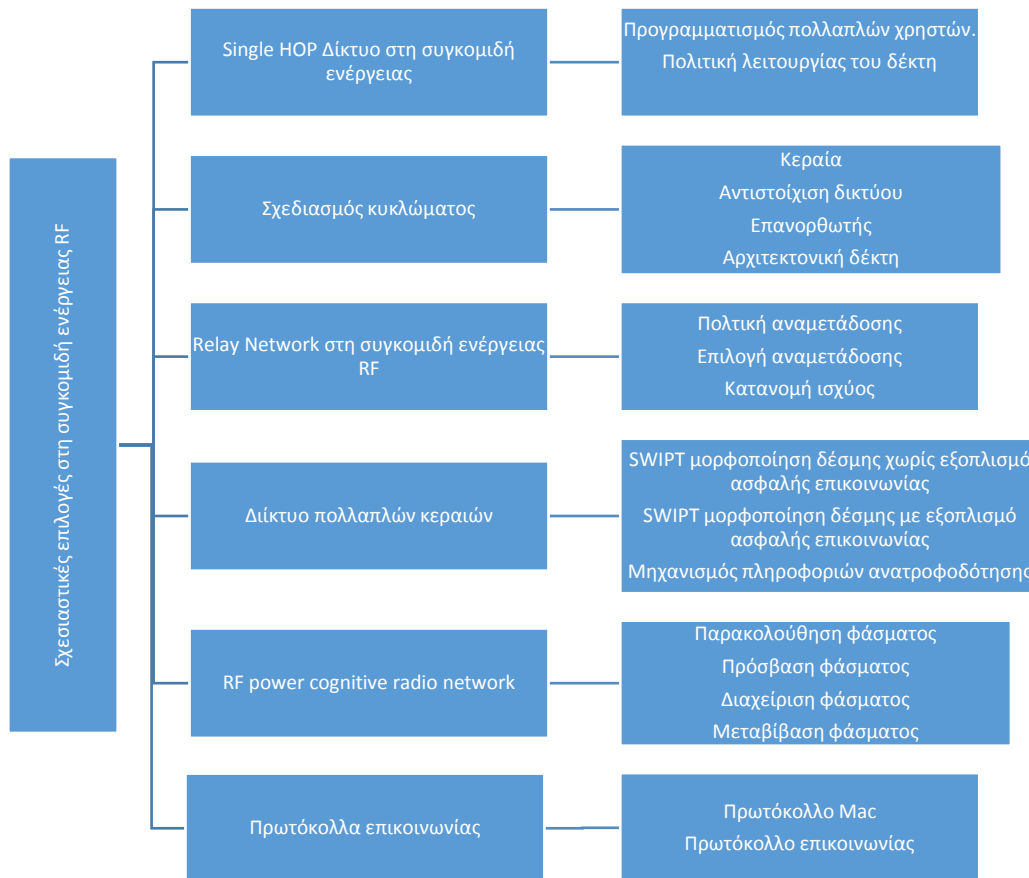 Σχεσιαστικές επιλογές στη συγκομιδή ενέργειας RF
Single HOP Δίκτυο στη συγκομιδή
ενέργειας
Προγραμματισμός πολλαπλών χρηστών.
Πολιτική λειτουργίας του δέκτη
Σχεδιασμός κυκλώματος
Κεραία
Αντιστοίχιση δικτύου
Επανορθωτής
Αρχιτεκτονική δέκτη
Relay Network στη συγκομιδή ενέργειας
RF
Πολτική αναμετάδοσης
Επιλογή αναμετάδοσης
Κατανομή ισχύος
Διίκτυο πολλαπλών κεραιών
SWIPT μορφοποίηση δέσμης χωρίς εξοπλισμό
ασφαλής επικοινωνίας
SWIPT μορφοποίηση δέσμης με εξοπλισμό
ασφαλής επικοινωνίας
Μηχανισμός πληροφοριών ανατροφοδότησης
RF power cognitive radio network
Παρακολούθηση φάσματος
Πρόσβαση φάσματος
Διαχείριση φάσματος
Μεταβίβαση φάσματος
Πρωτόκολλα επικοινωνίας
Πρωτόκολλο Mac
Πρωτόκολλο επικοινωνίας